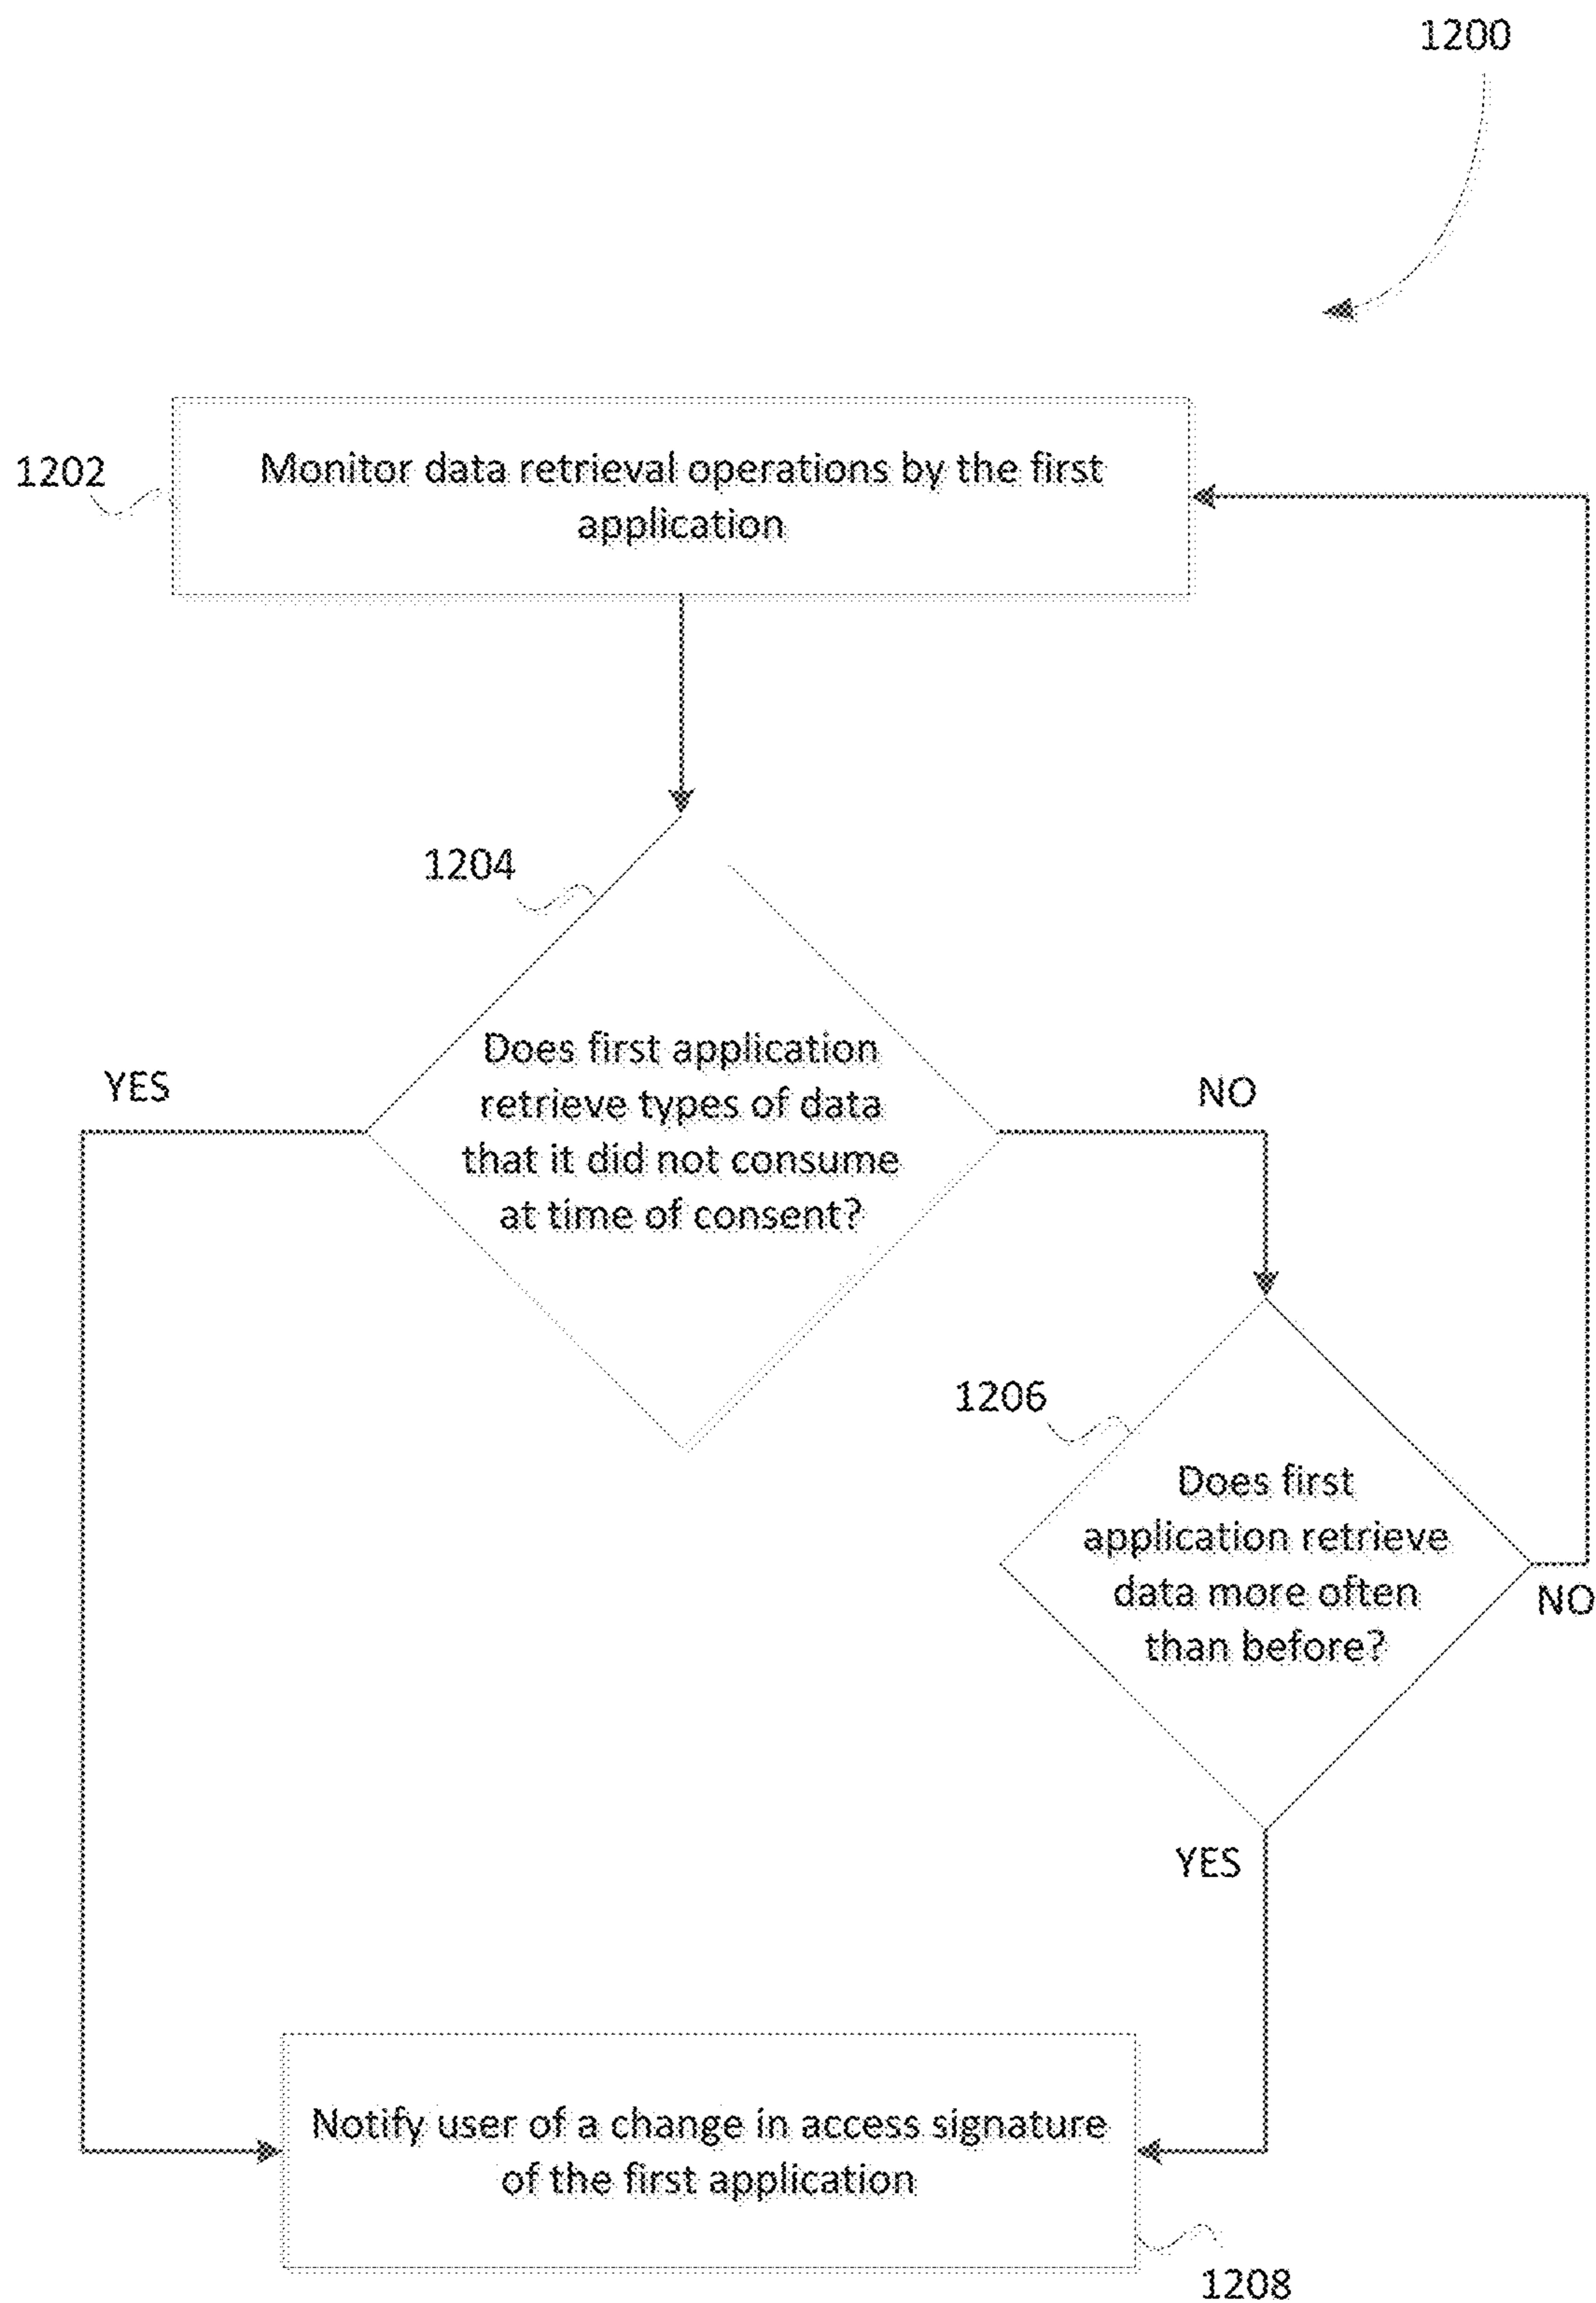 1200
1202
Monitor data retrieval operations by the first
application
1204
Does first application
retrieve types of data
that it did not consume
at time of consent?
YES
NO
1206
Does first
application retrieve
data more often
than before?
NO
YES
Notify user of a change in access signature
of the first application
1208